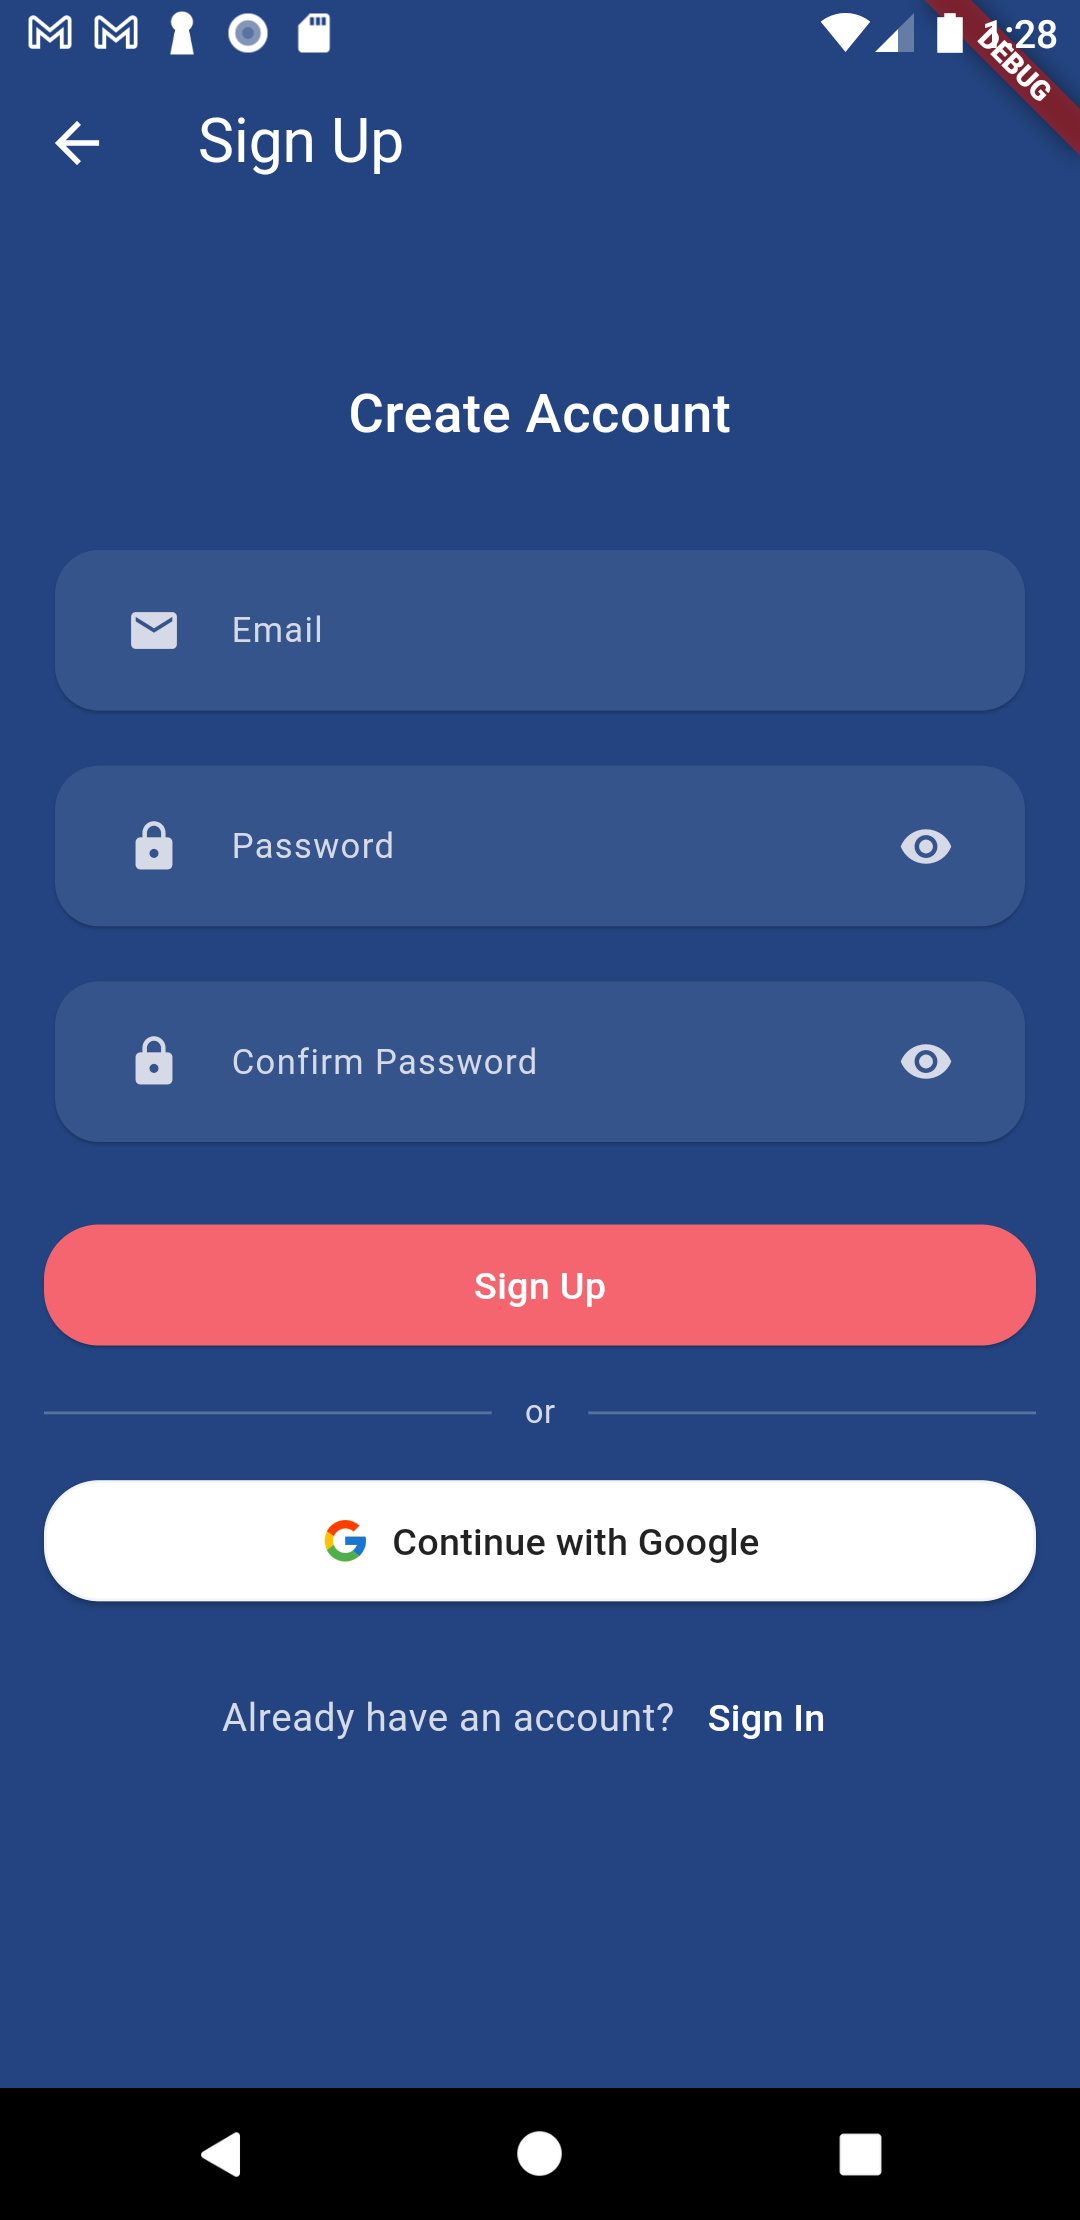 1:28
DEBUG
Sign Up
Create Account
Email
Password
Confirm Password
Sign Up
or
Continue with Google
Already have an account? Sign In